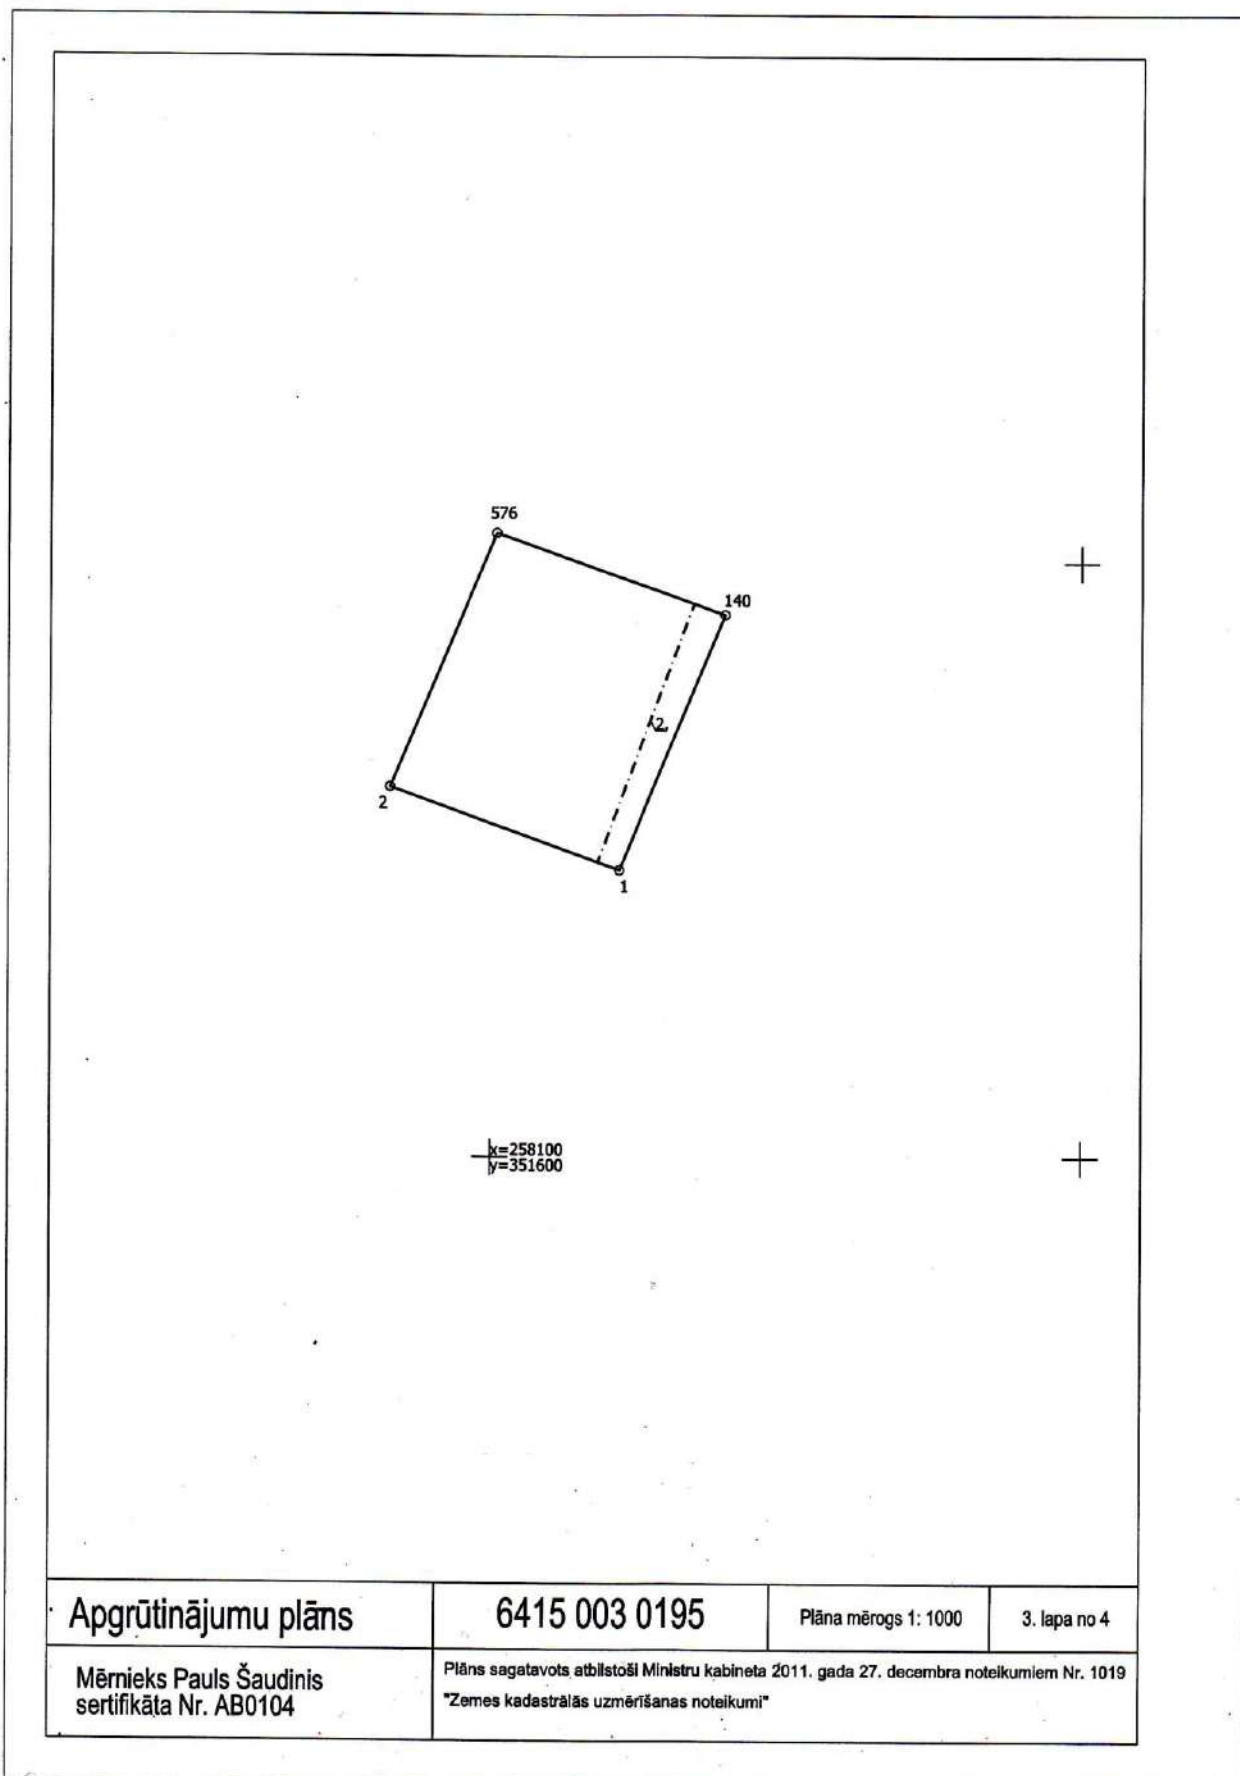 576
140
2
2
1
x=258100
y=351600
Apgrūtinājumu plāns
6415 003 0195
Plāna mērogs 1: 1000
3. lapa no 4
Mērnieks Pauls Šaudinis
sertifikāta Nr. AB0104
Plāns sagatavots atbilstoši Ministru kabineta 2011. gada 27. decembra noteikumiem Nr. 1019
"Zemes kadastrālās uzmērīšanas noteikumi"